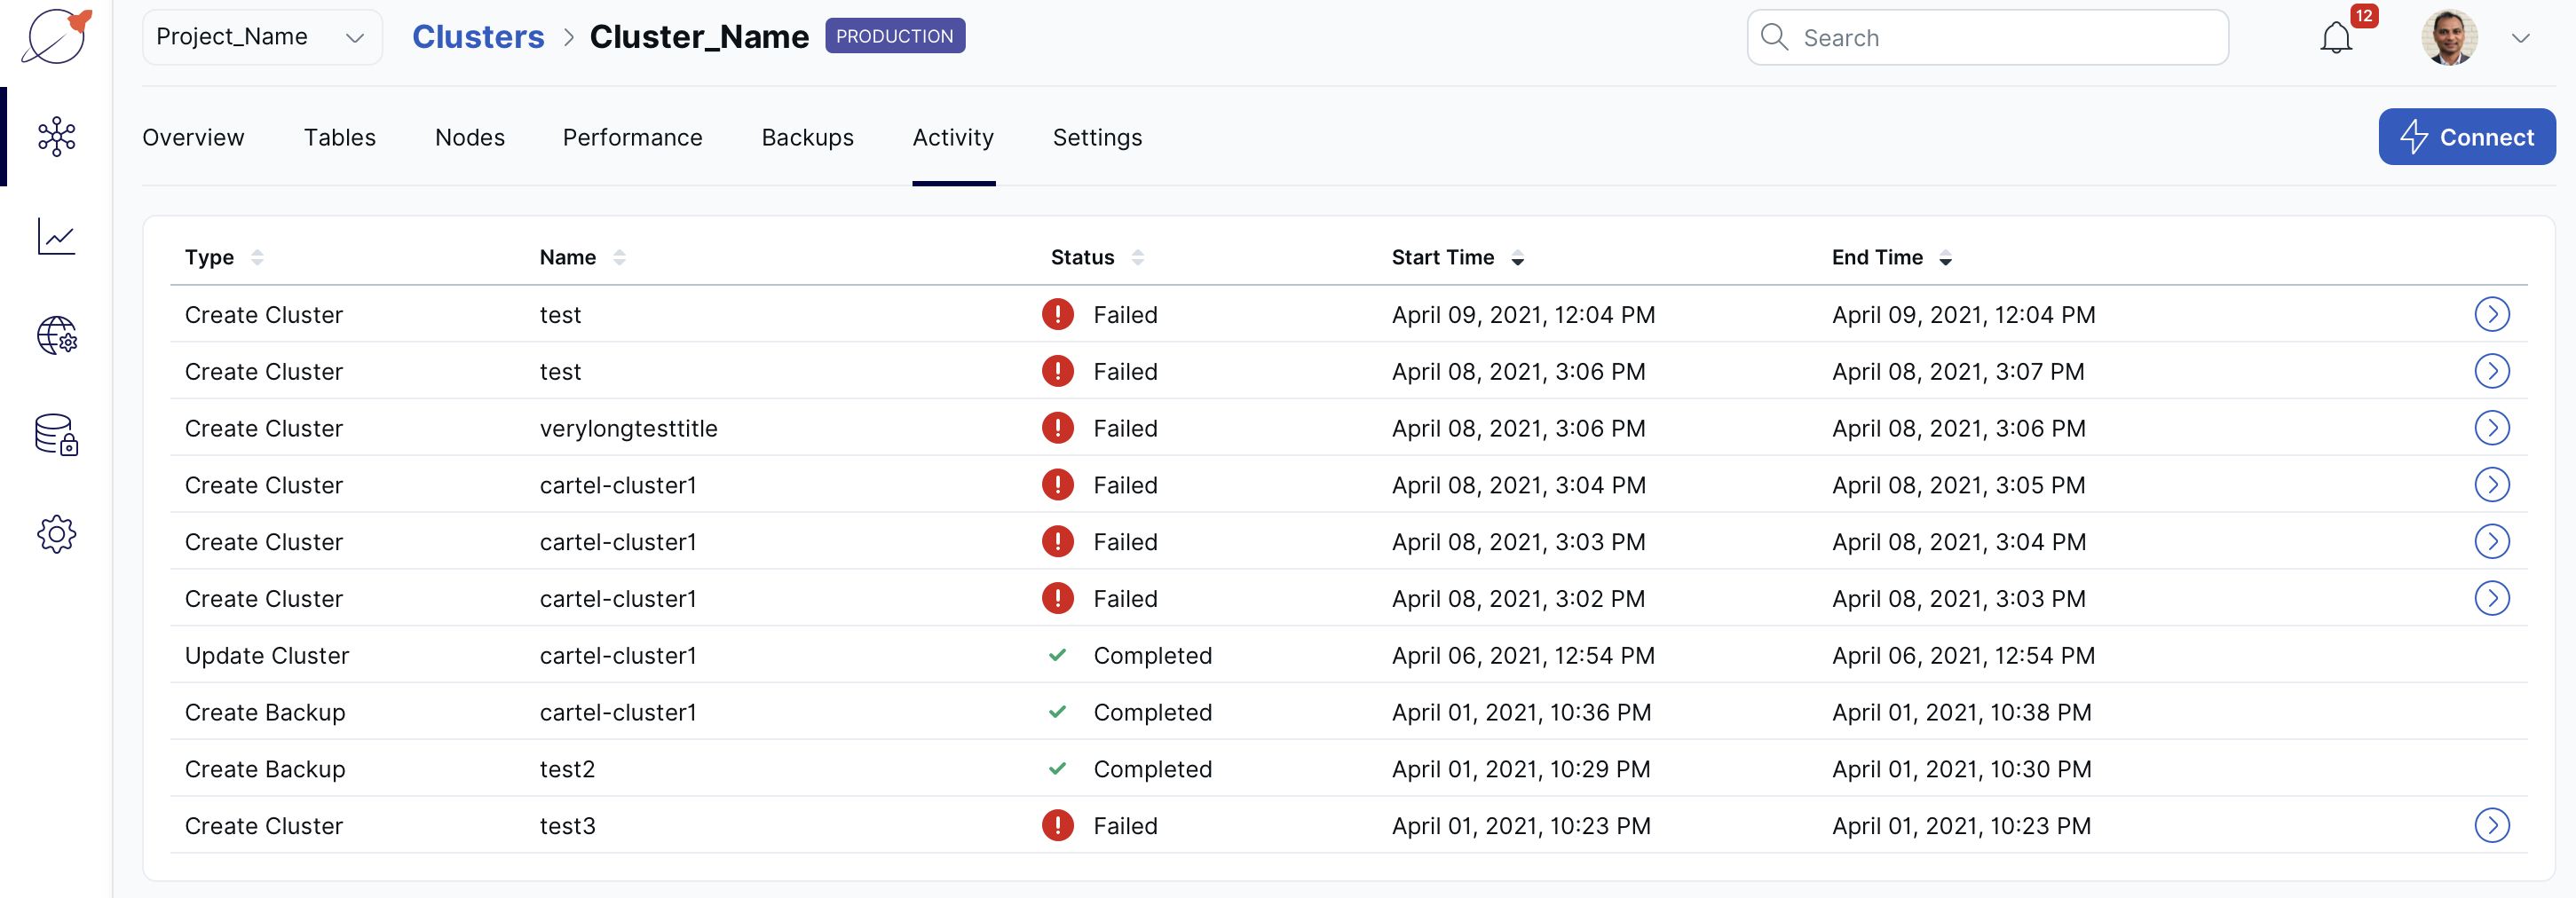 Project_Name Clusters > Cluster_Name PRODUCTION Search 12
Overview Tables Nodes Performance Backups Activity Settings Connect
Type Name Status Start Time End Time
Create Cluster test Failed April 09, 2021, 12:04 PM April 09, 2021, 12:04 PM
Create Cluster test Failed April 08, 2021, 3:06 PM April 08, 2021, 3:07 PM
Create Cluster verylongtesttitle Failed April 08, 2021, 3:06 PM April 08, 2021, 3:06 PM
Create Cluster cartel-cluster1 Failed April 08, 2021, 3:04 PM April 08, 2021, 3:05 PM
Create Cluster cartel-cluster1 Failed April 08, 2021, 3:03 PM April 08, 2021, 3:04 PM
Create Cluster cartel-cluster1 Failed April 08, 2021, 3:02 PM April 08, 2021, 3:03 PM
Update Cluster cartel-cluster1 Completed April 06, 2021, 12:54 PM April 06, 2021, 12:54 PM
Create Backup cartel-cluster1 Completed April 01, 2021, 10:36 PM April 01, 2021, 10:38 PM
Create Backup test2 Completed April 01, 2021, 10:29 PM April 01, 2021, 10:30 PM
Create Cluster test3 Failed April 01, 2021, 10:23 PM April 01, 2021, 10:23 PM